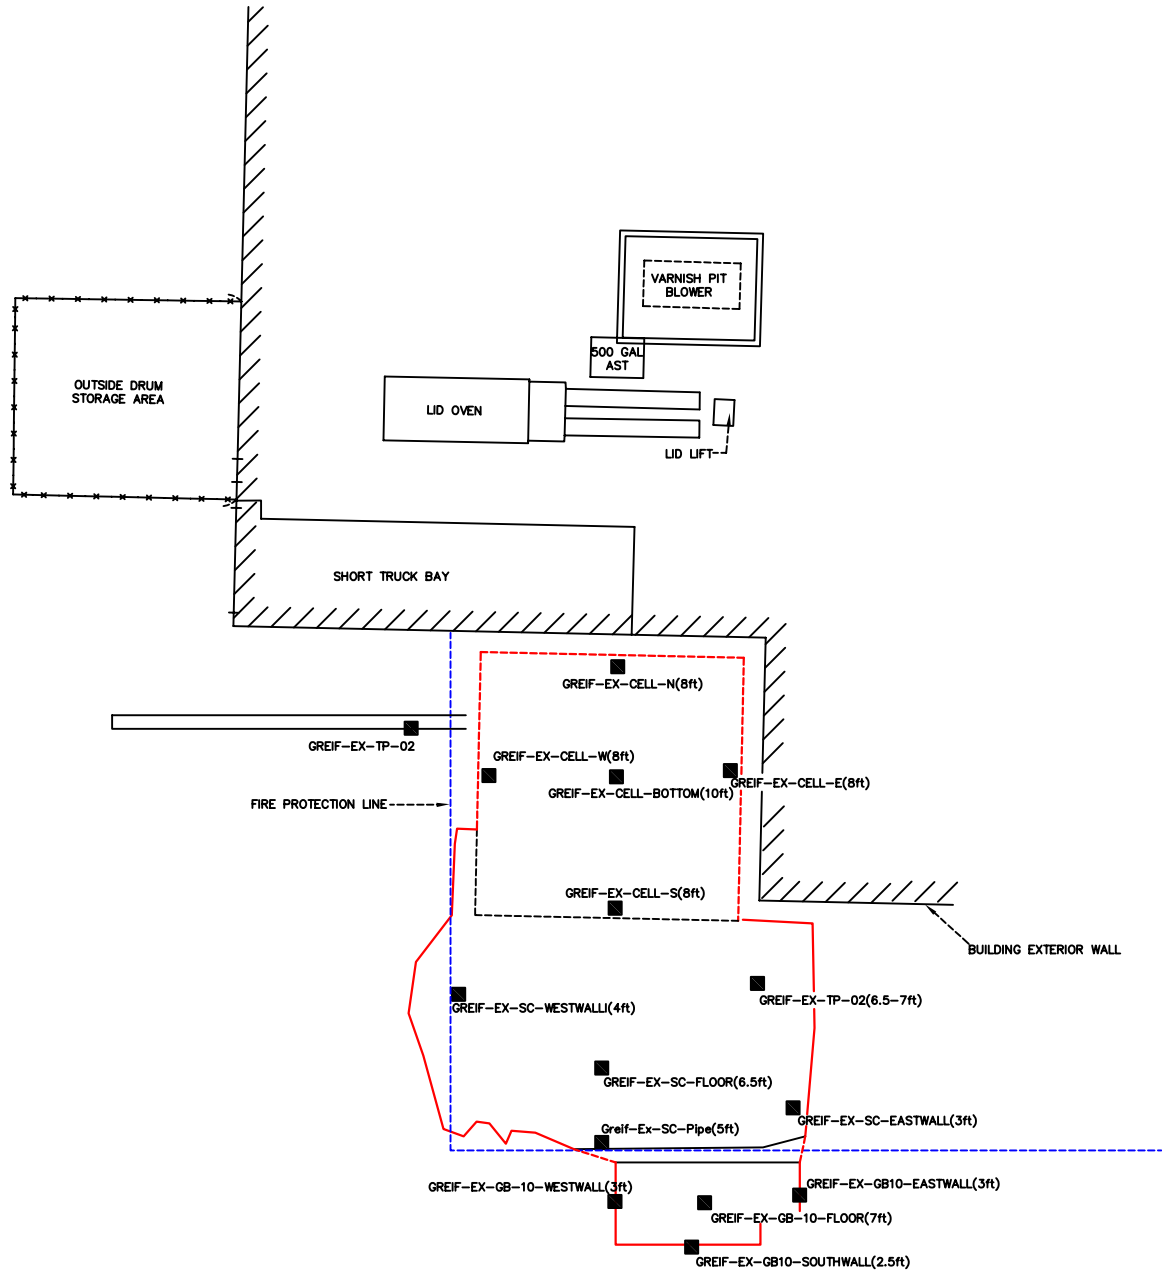 VARNISH PIT
BLOWER
500 GAL
AST
OUTSIDE DRUM
STORAGE AREA
LID OVEN
LID LIFT
SHORT TRUCK BAY
GREIF-EX-CELL-N(8ft)
GREIF-EX-TP-02
GREIF-EX-CELL-W(8ft)
GREIF-EX-CELL-E(8ft)
GREIF-EX-CELL-BOTTOM(10ft)
FIRE PROTECTION LINE
GREIF-EX-CELL-S(8ft)
BUILDING EXTERIOR WALL
GREIF-EX-SC-WESTWALLI(4ft)
GREIF-EX-TP-02(6.5-7ft)
GREIF-EX-SC-FLOOR(6.5ft)
GREIF-EX-SC-EASTWALL(3ft)
Greif-Ex-SC-Pipe(5ft)
GREIF-EX-GB-10-WESTWALL(3ft)
GREIF-EX-GB10-EASTWALL(3ft)
GREIF-EX-GB-10-FLOOR(7ft)
GREIF-EX-GB10-SOUTHWALL(2.5ft)